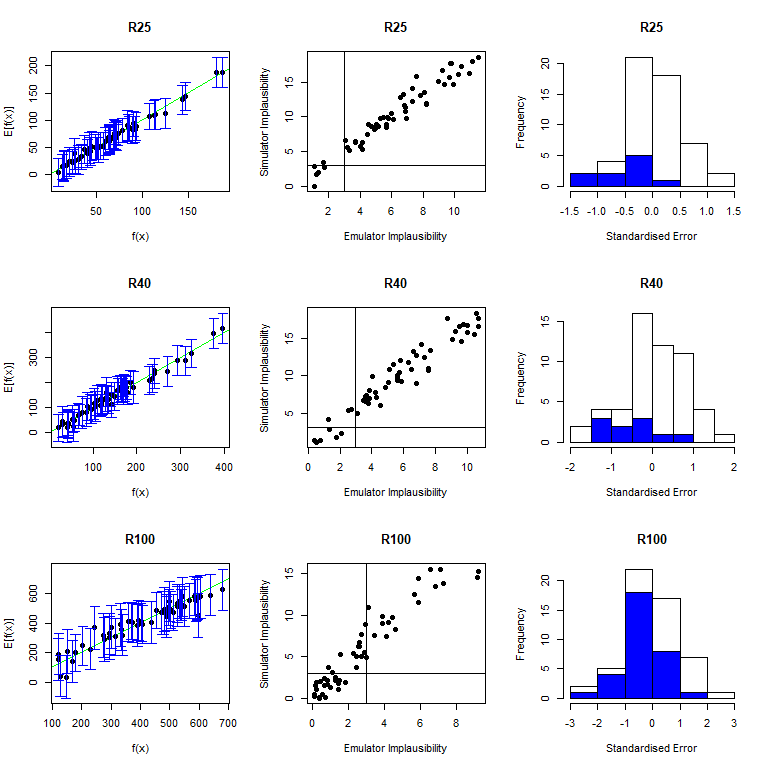 R25 R25 R25
E[f(x)]
0 50 100 150 200
50 100 150
f(x)
Simulator Implausibility
0 5 10 15
2 4 6 8 10
Emulator Implausibility
Frequency
0 5 10 15 20
-1.5 -1.0 -0.5 0.0 0.5 1.0 1.5
Standardised Error
R40 R40 R40
E[f(x)]
0 100 300
100 200 300 400
f(x)
Simulator Implausibility
5 10 15
0 2 4 6 8 10
Emulator Implausibility
Frequency
0 5 10 15
-2 -1 0 1 2
Standardised Error
R100 R100 R100
E[f(x)]
0 200 400 600
100 200 300 400 500 600 700
f(x)
Simulator Implausibility
0 5 10 15
0 2 4 6 8
Emulator Implausibility
Frequency
0 5 10 15 20
-3 -2 -1 0 1 2 3
Standardised Error